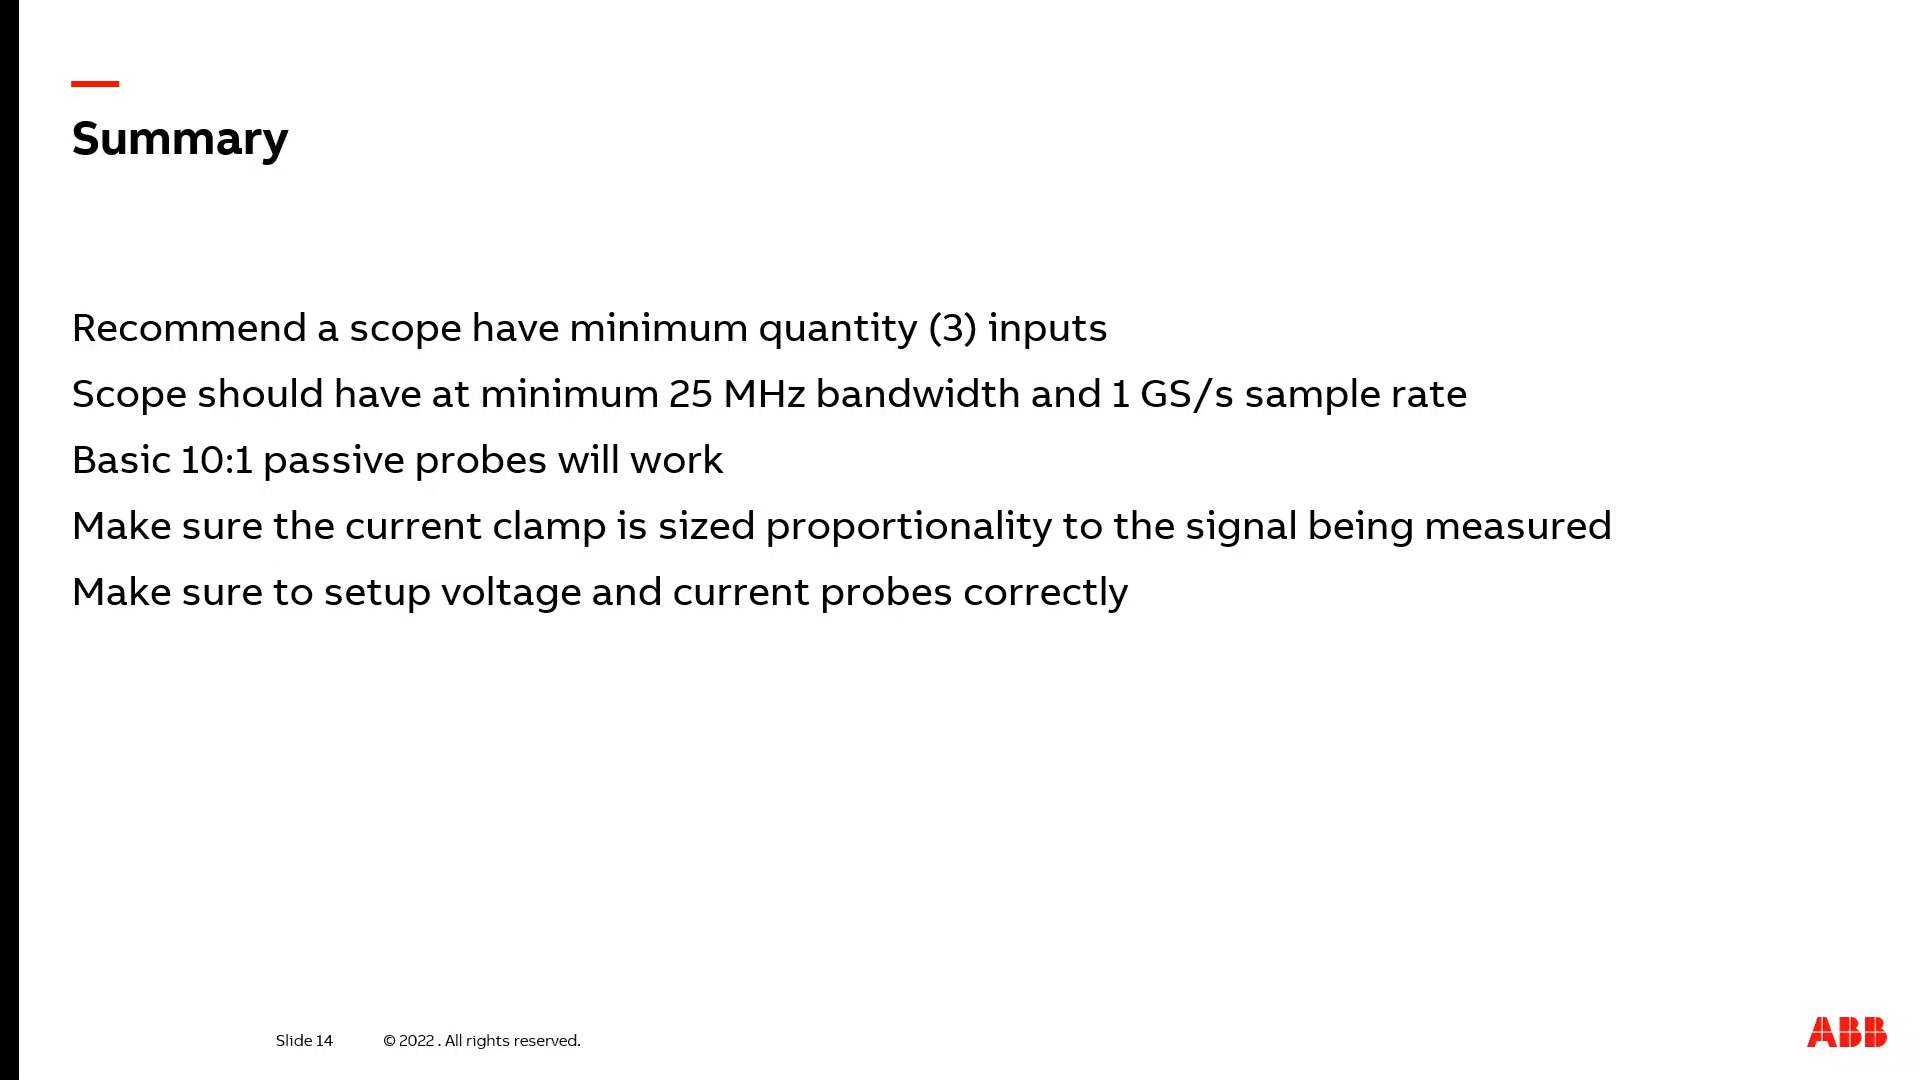 Summary
Recommend a scope have minimum quantity (3) inputs
Scope should have at minimum 25 MHz bandwidth and 1 GS/s sample rate
Basic 10:1 passive probes will work
Make sure the current clamp is sized proportionality to the signal being measured
Make sure to setup voltage and current probes correctly
Slide 14 © 2022 . All rights reserved.
ABB